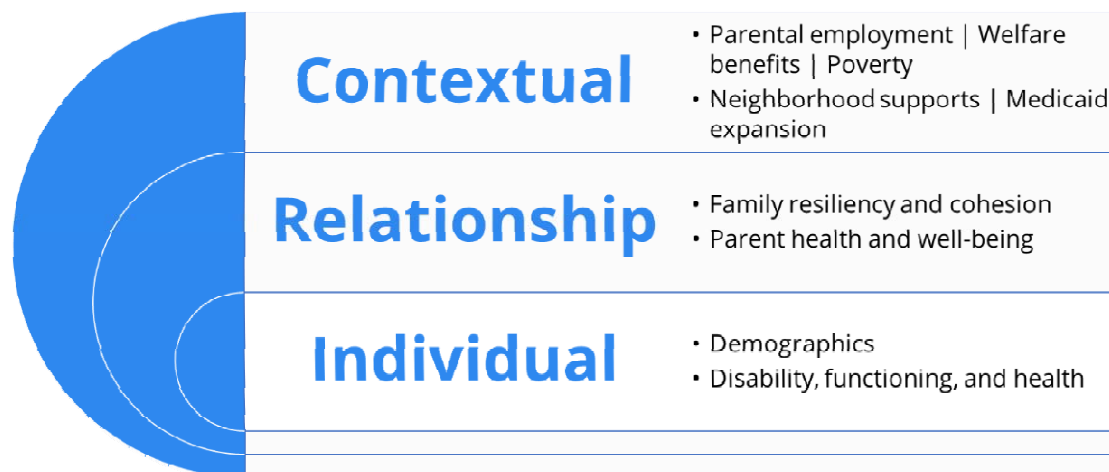 Contextual
• Parental employment | Welfare
benefits | Poverty
• Neighborhood supports | Medicaid
expansion
Relationship
• Family resiliency and cohesion
• Parent health and well-being
Individual
• Demographics
• Disability, functioning, and health